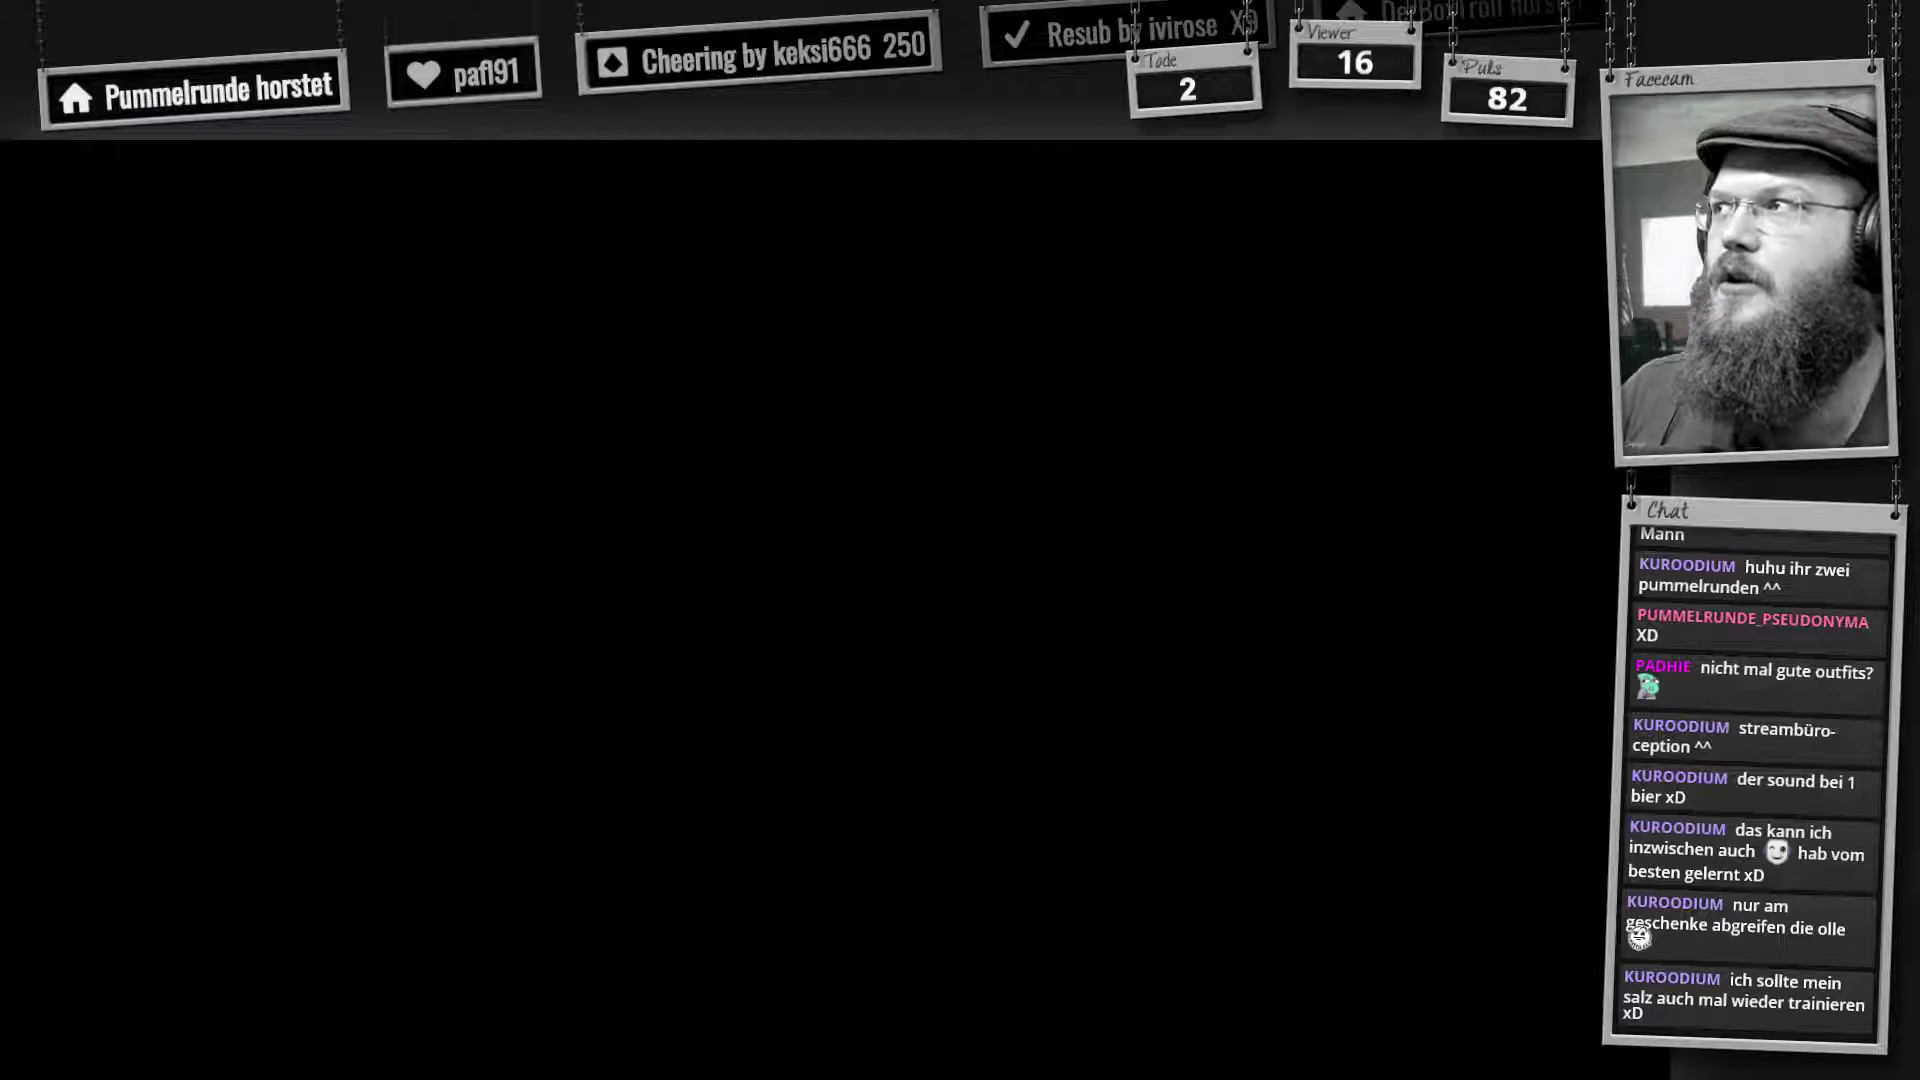 Pummelrunde horstet
pafl91
Cheering by keksi666 250
Resub by ivirose
Tode
2
Viewer
16
Puls
82
Facecam
Chat
Mann
KUROODIUM huhu ihr zwei
pummelrunden ^^
PUMMELRUNDE_PSEUDONYMA
XD
PADHIE nicht mal gute outfits?
KUROODIUM streambüro-
ception ^^
KUROODIUM der sound bei 1
bier xD
KUROODIUM das kann ich
inzwischen auch hab vom
besten gelernt xD
KUROODIUM nur am
geschenke abgreifen die olle
KUROODIUM ich sollte mein
salz auch mal wieder trainieren
xD